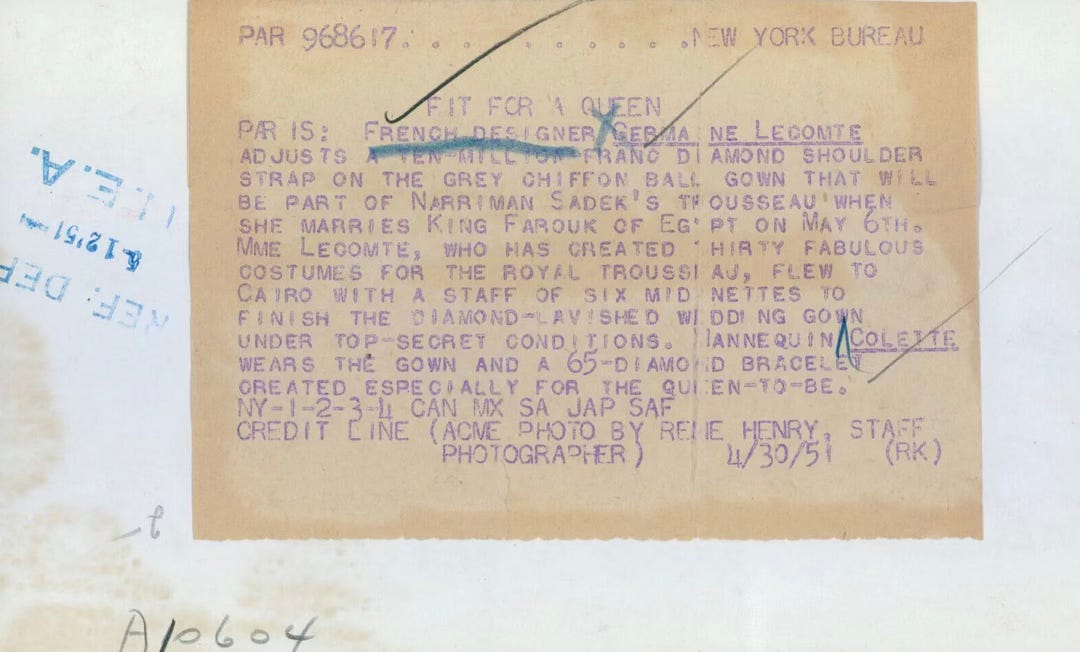 PAR 968617. . . . . . . . . . . .NEW YORK BUREAU
FIT FOR A QUEEN
PARIS: FRENCH DESIGNER GERMAINE LECOMTE
ADJUSTS A TEN-MILLION-FRANC DIAMOND SHOULDER
STRAP ON THE GREY CHIFFON BALL GOWN THAT WILL
BE PART OF NARRIMAN SADEK'S TROUSSEAU WHEN
SHE MARRIES KING FAROUK OF EGYPT ON MAY 6TH.
MME LECOMTE, WHO HAS CREATED THIRTY FABULOUS
COSTUMES FOR THE ROYAL TROUSSEAU, FLEW TO
CAIRO WITH A STAFF OF SIX MIDINETTES TO
FINISH THE DIAMOND-LAVISHED WEDDING GOWN
UNDER TOP-SECRET CONDITIONS. MANNEQUIN COLETTE
WEARS THE GOWN AND A 65-DIAMOND BRACELET
CREATED ESPECIALLY FOR THE QUEEN-TO-BE.
NY-1-2-3-4 CAN MX SA JAP SAF
CREDIT LINE (ACME PHOTO BY RENE HENRY, STAFF
PHOTOGRAPHER) 4/30/51 (RK)
E.A.
12'51
REF. DEP
A10604